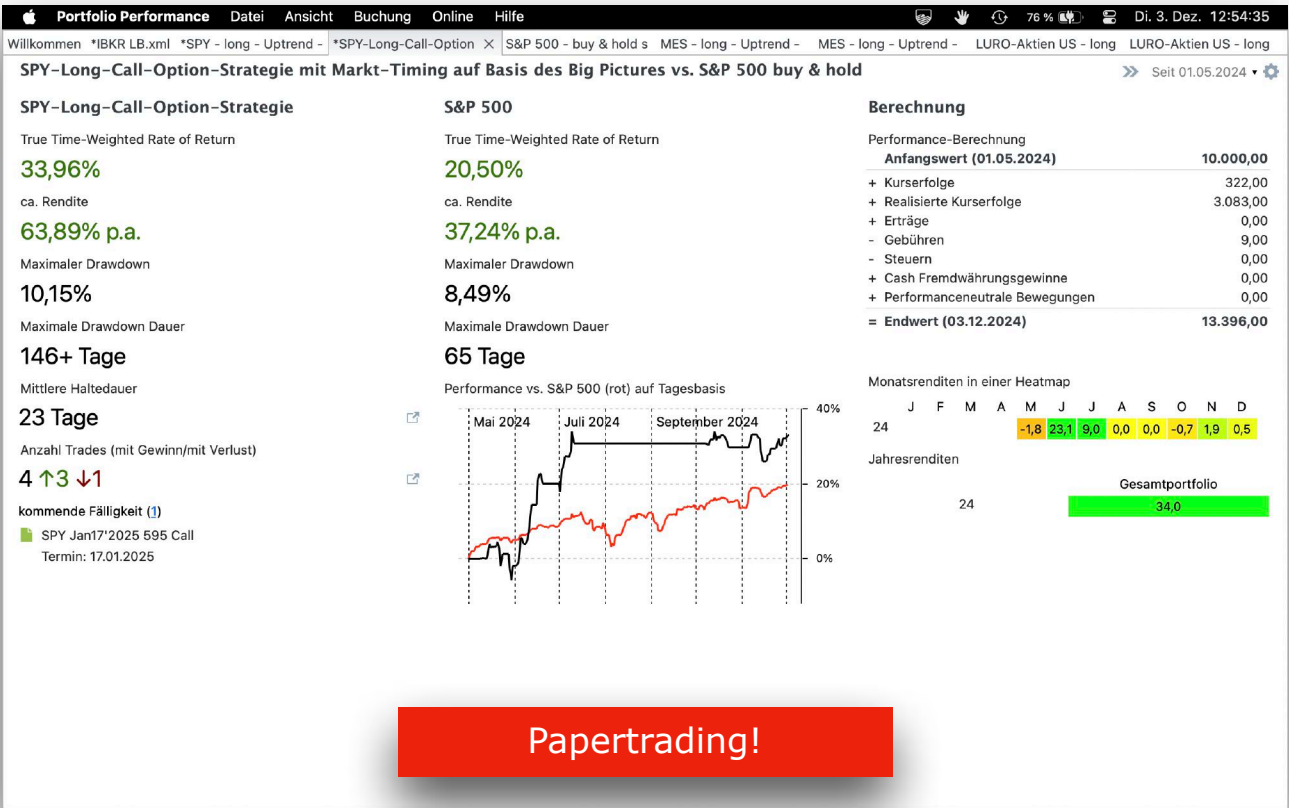 Portfolio Performance Datei Ansicht Buchung Online Hilfe 76 % Di. 3. Dez. 12:54:35
Willkommen *IBKR LB.xml *SPY - long - Uptrend - *SPY-Long-Call-Option × S&P 500 - buy & hold s MES - long - Uptrend - MES - long - Uptrend - LURO-Aktien US - long LURO-Aktien US - long
SPY-Long-Call-Option-Strategie mit Markt-Timing auf Basis des Big Pictures vs. S&P 500 buy & hold
Seit 01.05.2024
SPY-Long-Call-Option-Strategie
True Time-Weighted Rate of Return
33,96%
ca. Rendite
63,89% p.a.
Maximaler Drawdown
10,15%
Maximale Drawdown Dauer
146+ Tage
Mittlere Haltedauer
23 Tage
Anzahl Trades (mit Gewinn/mit Verlust)
4 ↑3 ↓1
kommende Fälligkeit (1)
SPY Jan17'2025 595 Call
Termin: 17.01.2025
S&P 500
True Time-Weighted Rate of Return
20,50%
ca. Rendite
37,24% p.a.
Maximaler Drawdown
8,49%
Maximale Drawdown Dauer
65 Tage
Performance vs. S&P 500 (rot) auf Tagesbasis
Mai 2024 Juli 2024 September 2024
40%
20%
0%
Berechnung
Performance-Berechnung
Anfangswert (01.05.2024) 10.000,00
+ Kurserfolge 322,00
+ Realisierte Kurserfolge 3.083,00
+ Erträge 0,00
- Gebühren 9,00
- Steuern 0,00
+ Cash Fremdwährungsgewinne 0,00
+ Performanceneutrale Bewegungen 0,00
= Endwert (03.12.2024) 13.396,00
Monatsrenditen in einer Heatmap
J F M A M J J A S O N D
24 -1,8 23,1 9,0 0,0 0,0 -0,7 1,9 0,5
Jahresrenditen
Gesamtportfolio
24 34,0
Papertrading!